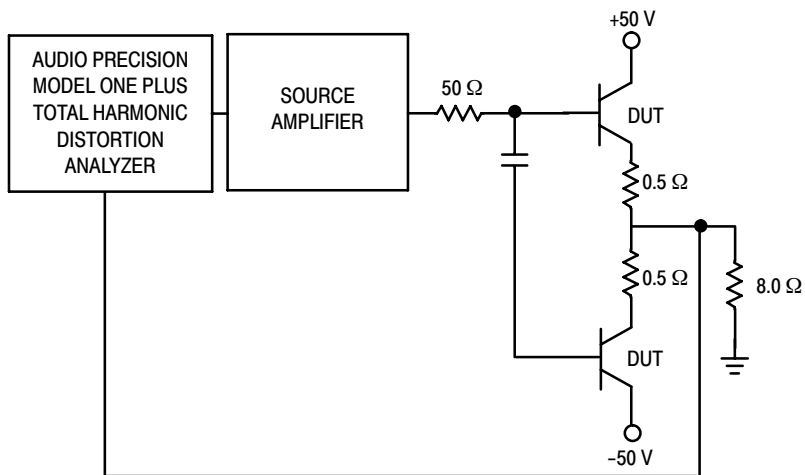 AUDIO PRECISION
MODEL ONE PLUS
TOTAL HARMONIC
DISTORTION
ANALYZER
SOURCE
AMPLIFIER
50 Ω
+50 V
DUT
0.5 Ω
0.5 Ω
8.0 Ω
DUT
−50 V